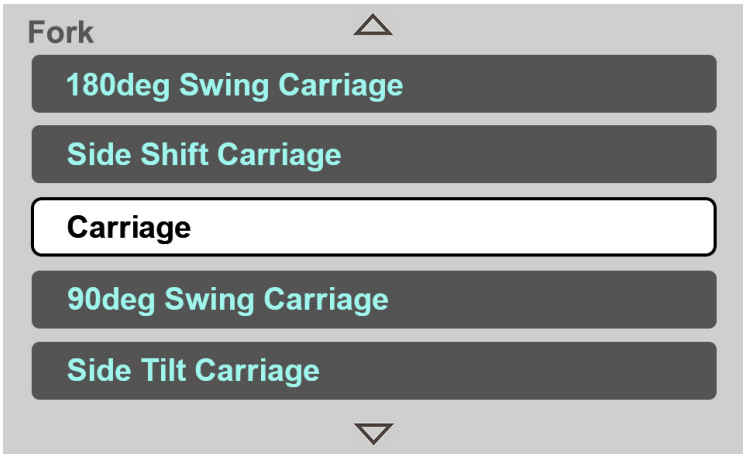 Fork
180deg Swing Carriage
Side Shift Carriage
Carriage
90deg Swing Carriage
Side Tilt Carriage